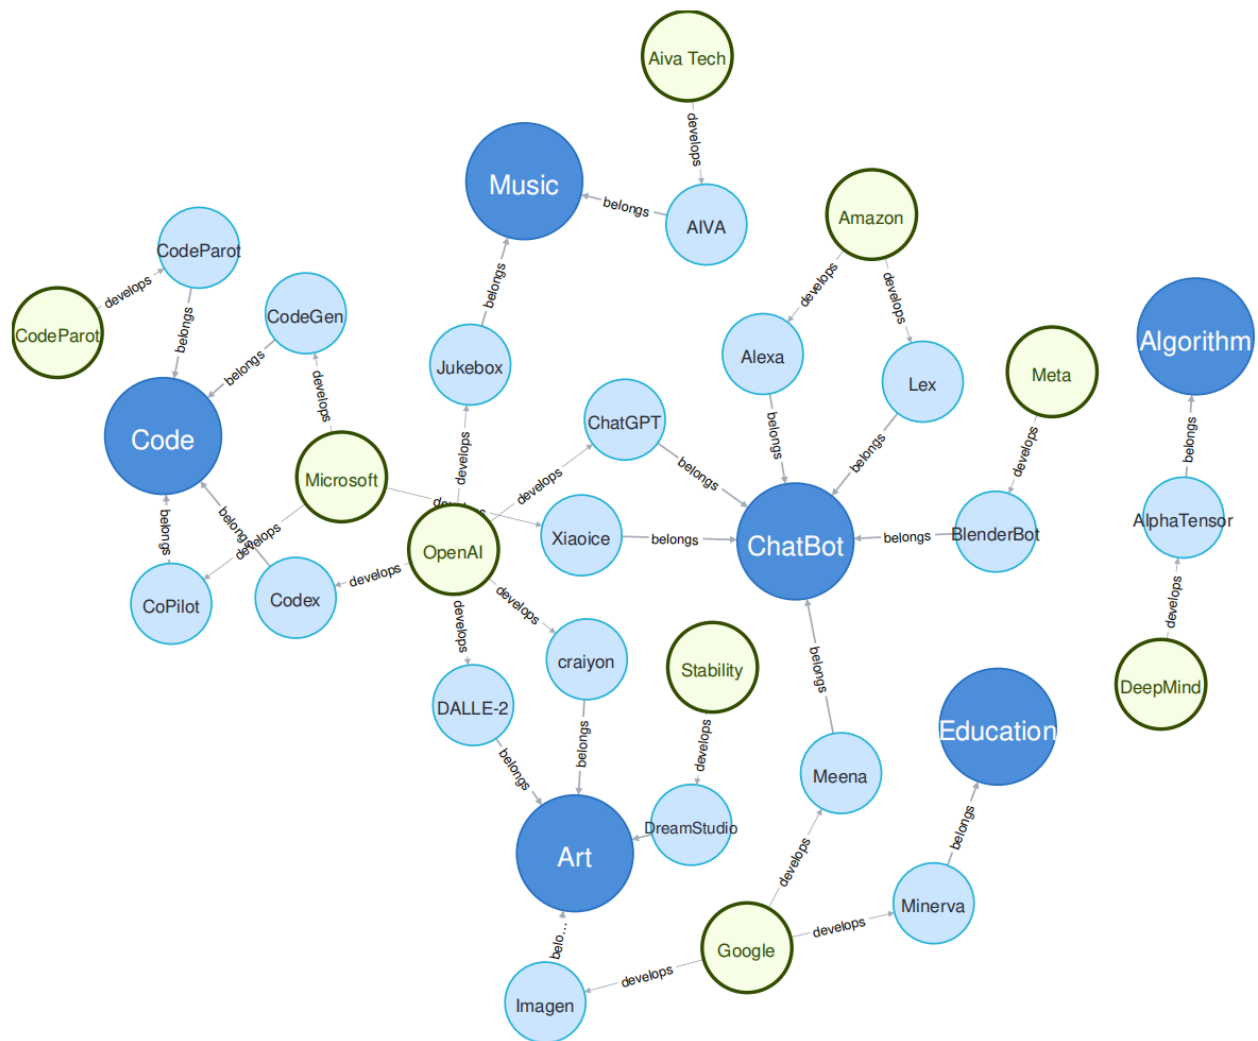 Aiva Tech
develops
Music
belongs
AIVA
Amazon
CodeParot
develops
CodeParot
belongs
CodeGen
belongs
develops
Code
Microsoft
belongs
Jukebox
develops
develops
develops
Alexa
Lex
Meta
Algorithm
ChatGPT
belongs
develops
belongs
belongs
develops
belongs
develops
OpenAI
Xiaoice
belongs
ChatBot
belongs
BlenderBot
AlphaTensor
belongs
belongs
develops
CoPilot
Codex
develops
develops
develops
craiyon
Stability
belongs
develops
DeepMind
DALLE-2
belongs
belongs
develops
Meena
Education
Art
DreamStudio
develops
belongs
Minerva
belo...
Google
develops
develops
Imagen